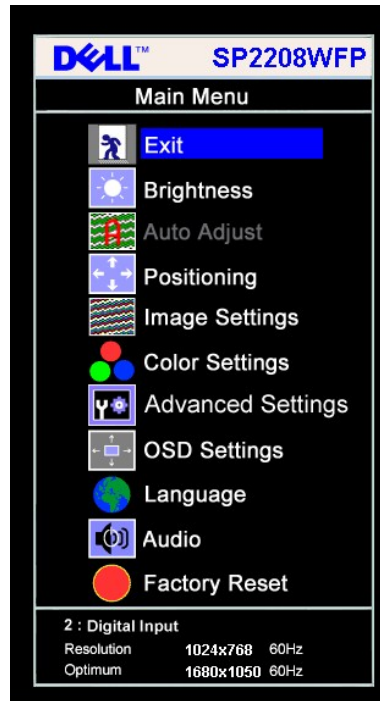 DELL™ SP2208WFP
Main Menu
Exit
Brightness
Auto Adjust
Positioning
Image Settings
Color Settings
Advanced Settings
OSD Settings
Language
Audio
Factory Reset
2 : Digital Input
Resolution 1024x768 60Hz
Optimum 1680x1050 60Hz